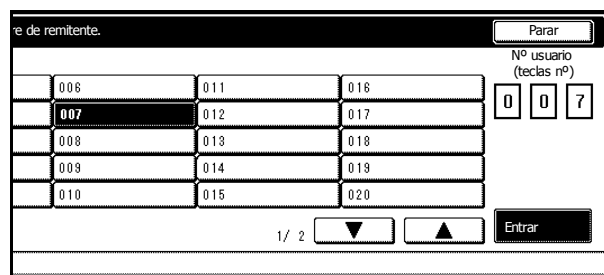 re de remitente.
Parar
Nº usuario
(teclas nº)
0 0 7
006 011 016
007 012 017
008 013 018
009 014 019
010 015 020
1/ 2
Entrar